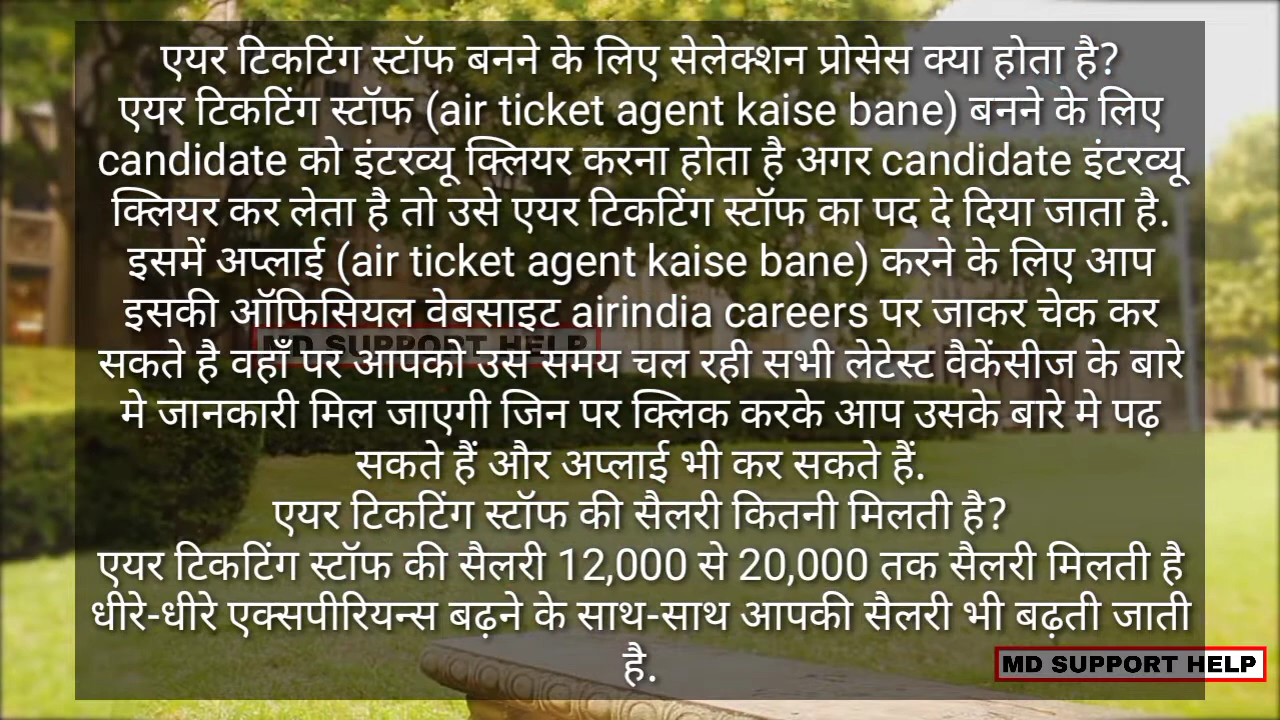 एयर टिकटिंग स्टॉफ बनने के लिए सेलेक्शन प्रोसेस क्या होता है?
एयर टिकटिंग स्टॉफ (air ticket agent kaise bane) बनने के लिए
candidate को इंटरव्यू क्लियर करना होता है अगर candidate इंटरव्यू
क्लियर कर लेता है तो उसे एयर टिकटिंग स्टॉफ का पद दे दिया जाता है.
इसमें अप्लाई (air ticket agent kaise bane) करने के लिए आप
इसकी ऑफिसियल वेबसाइट airindia careers पर जाकर चेक कर
MD SUPPORT HELP
सकते है वहाँ पर आपको उस समय चल रही सभी लेटेस्ट वैकेंसीज के बारे
मे जानकारी मिल जाएगी जिन पर क्लिक करके आप उसके बारे मे पढ़
सकते हैं और अप्लाई भी कर सकते हैं.
एयर टिकटिंग स्टॉफ की सैलरी कितनी मिलती है?
एयर टिकटिंग स्टॉफ की सैलरी 12,000 से 20,000 तक सैलरी मिलती है
धीरे-धीरे एक्सपीरियन्स बढ़ने के साथ-साथ आपकी सैलरी भी बढ़ती जाती
है.
MD SUPPORT HELP